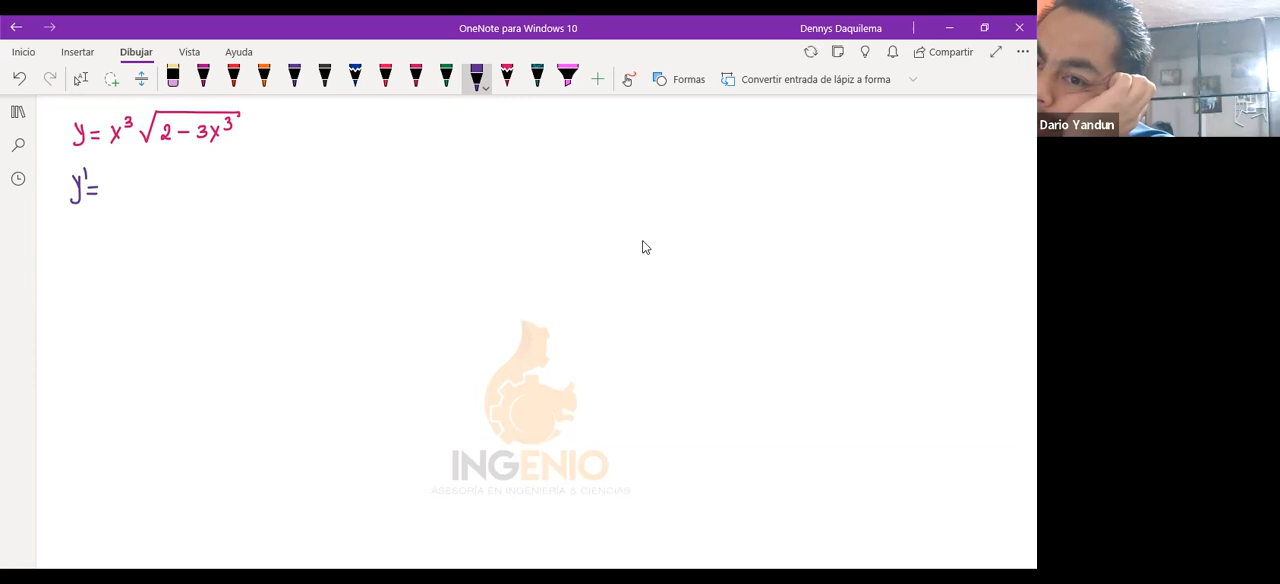 OneNote para Windows 10
Dennys Daquilema
Inicio Insertar Dibujar Vista Ayuda
Compartir
Formas
Convertir entrada de lápiz a forma
Dario Yandun
y = x³ √(2 − 3x³)
y' =
INGENIO
ASESORÍA EN INGENIERÍA & CIENCIAS